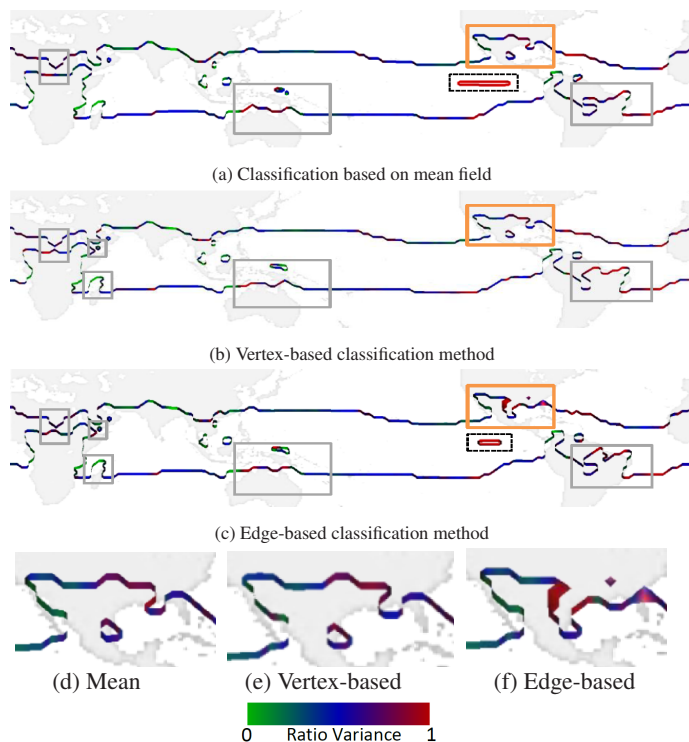 (a) Classification based on mean field
(b) Vertex-based classification method
(c) Edge-based classification method
(d) Mean (e) Vertex-based (f) Edge-based
0 Ratio Variance 1